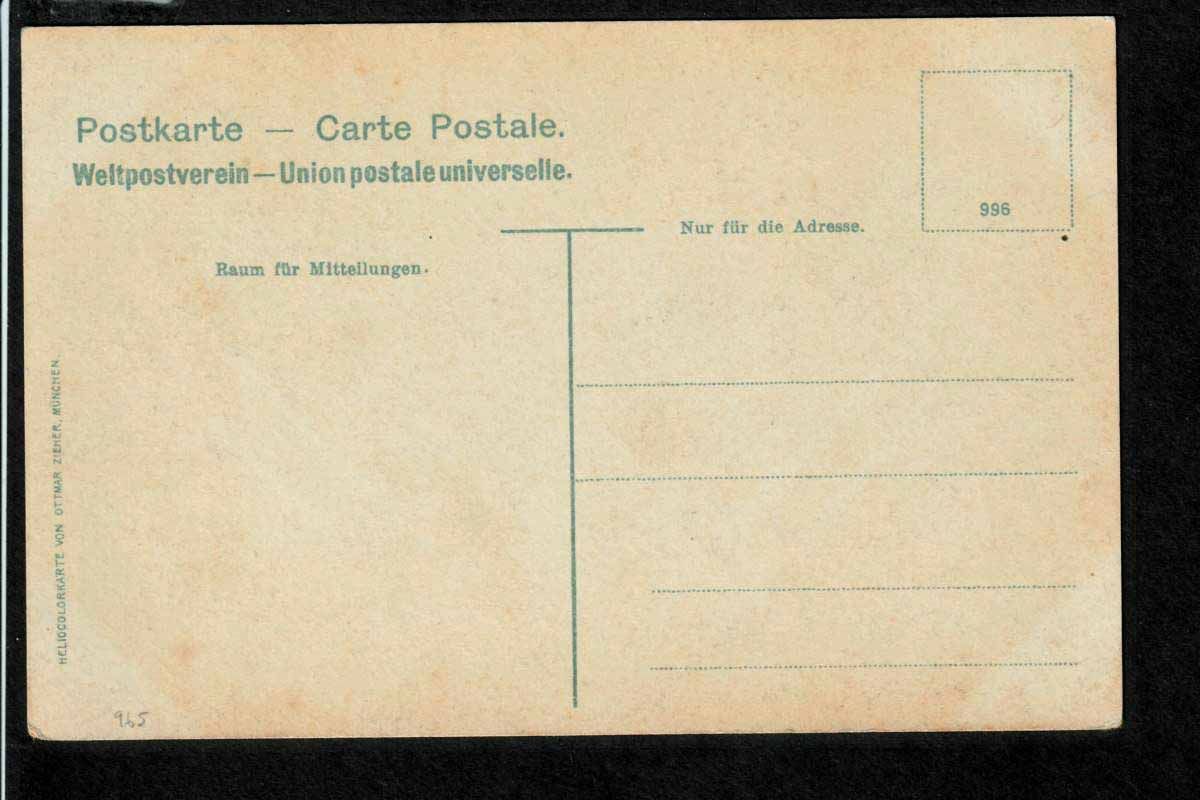 Postkarte — Carte Postale.
Weltpostverein — Union postale universelle.
996
Nur für die Adresse.
Raum für Mitteilungen.
HELIOCOLORKARTE VON OTTMAR ZIEHER, MÜNCHEN.
965